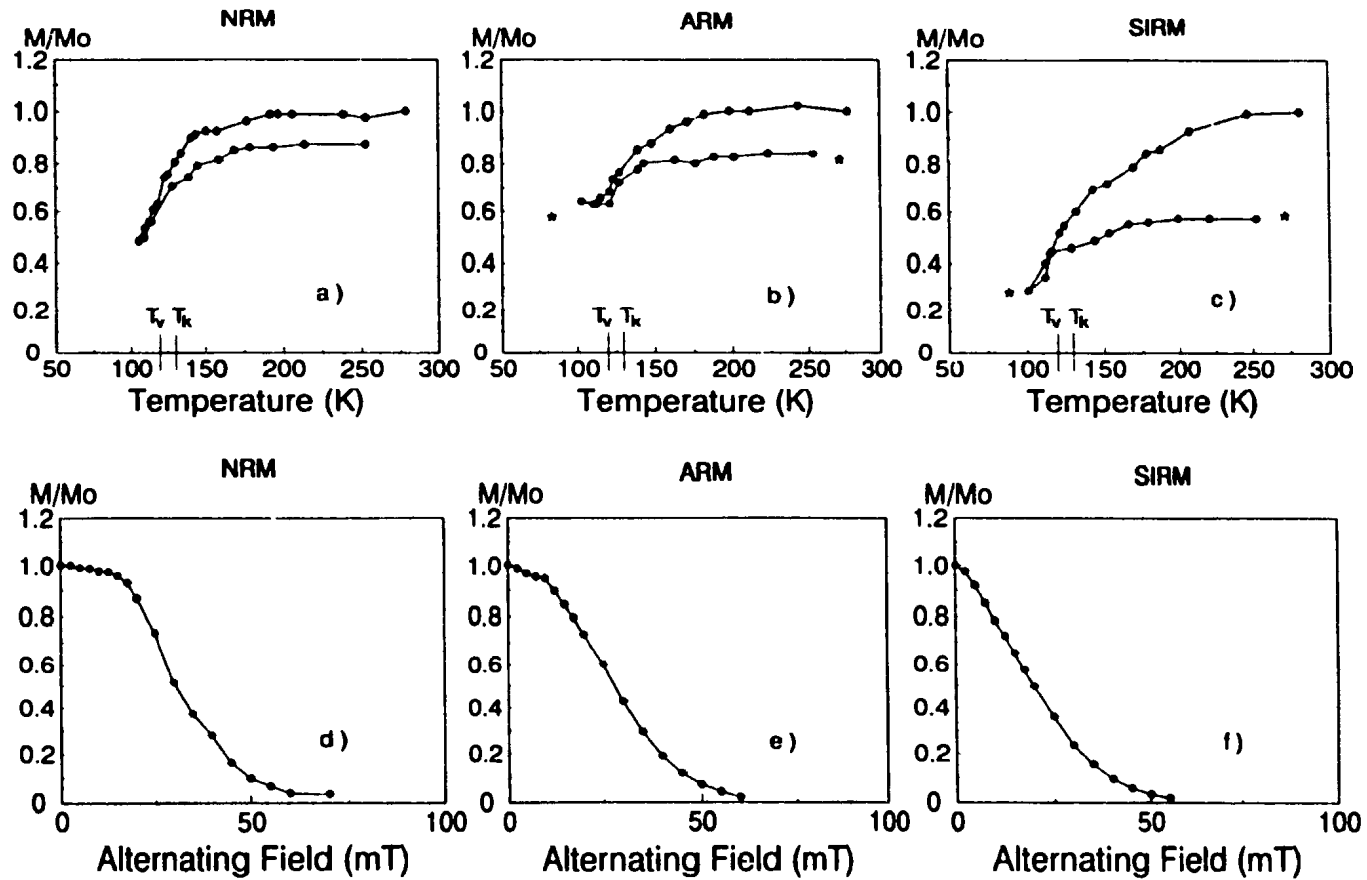 NRM
M/Mo
1.2
1.0
0.8
0.6
0.4
0.2
0
Tv Tk
a )
50 100 150 200 250 300
Temperature (K)
ARM
M/Mo
1.2
1.0
0.8
0.6
0.4
0.2
0
Tv Tk
b )
50 100 150 200 250 300
Temperature (K)
SIRM
M/Mo
1.2
1.0
0.8
0.6
0.4
0.2
0
Tv Tk
c )
50 100 150 200 250 300
Temperature (K)
NRM
M/Mo
1.2
1.0
0.8
0.6
0.4
0.2
0
d )
0 50 100
Alternating Field (mT)
ARM
M/Mo
1.2
1.0
0.8
0.6
0.4
0.2
0
e )
0 50 100
Alternating Field (mT)
SIRM
M/Mo
1.2
1.0
0.8
0.6
0.4
0.2
0
f )
0 50 100
Alternating Field (mT)